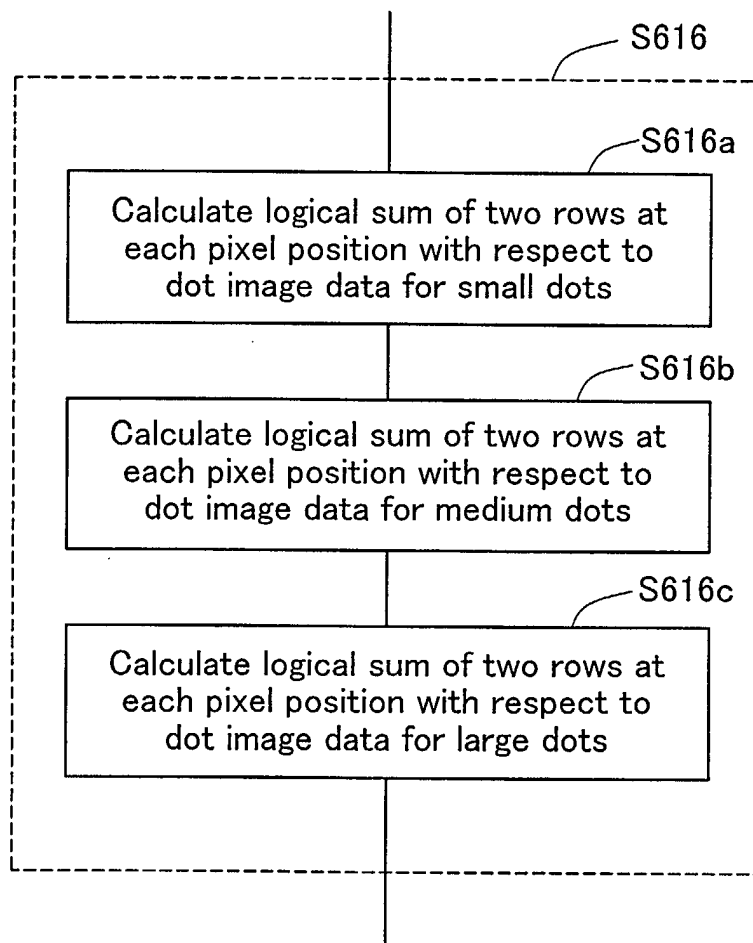 S616
S616a
Calculate logical sum of two rows at
each pixel position with respect to
dot image data for small dots
S616b
Calculate logical sum of two rows at
each pixel position with respect to
dot image data for medium dots
S616c
Calculate logical sum of two rows at
each pixel position with respect to
dot image data for large dots